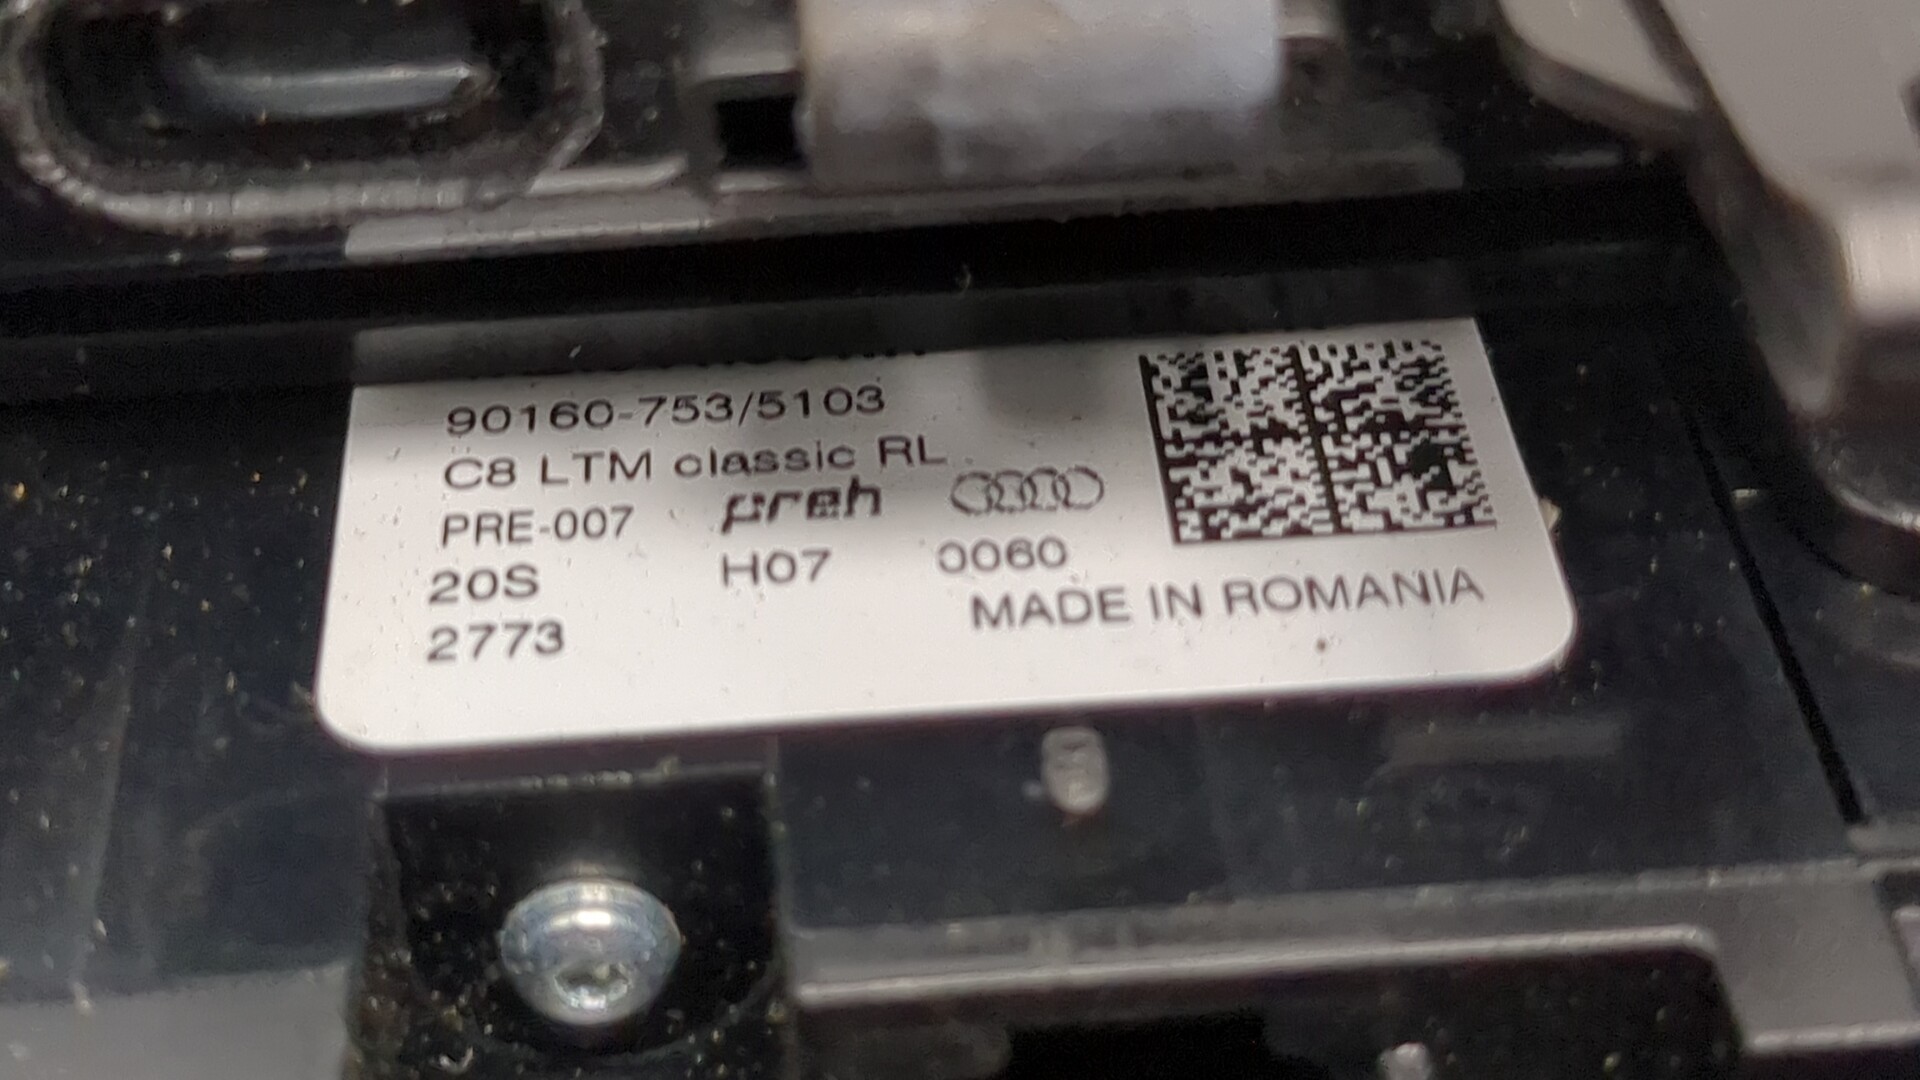 90160-753/5103
C8 LTM classic RL
PRE-007 preh
20S H07 0060
2773 MADE IN ROMANIA